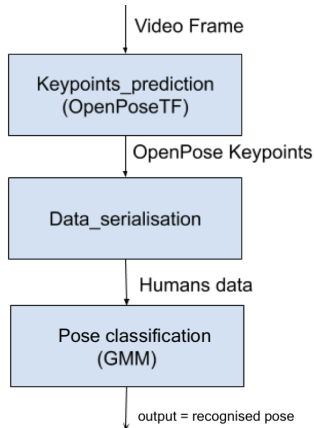 Video Frame
Keypoints_prediction
(OpenPoseTF)
OpenPose Keypoints
Data_serialisation
Humans data
Pose classification
(GMM)
output = recognised pose